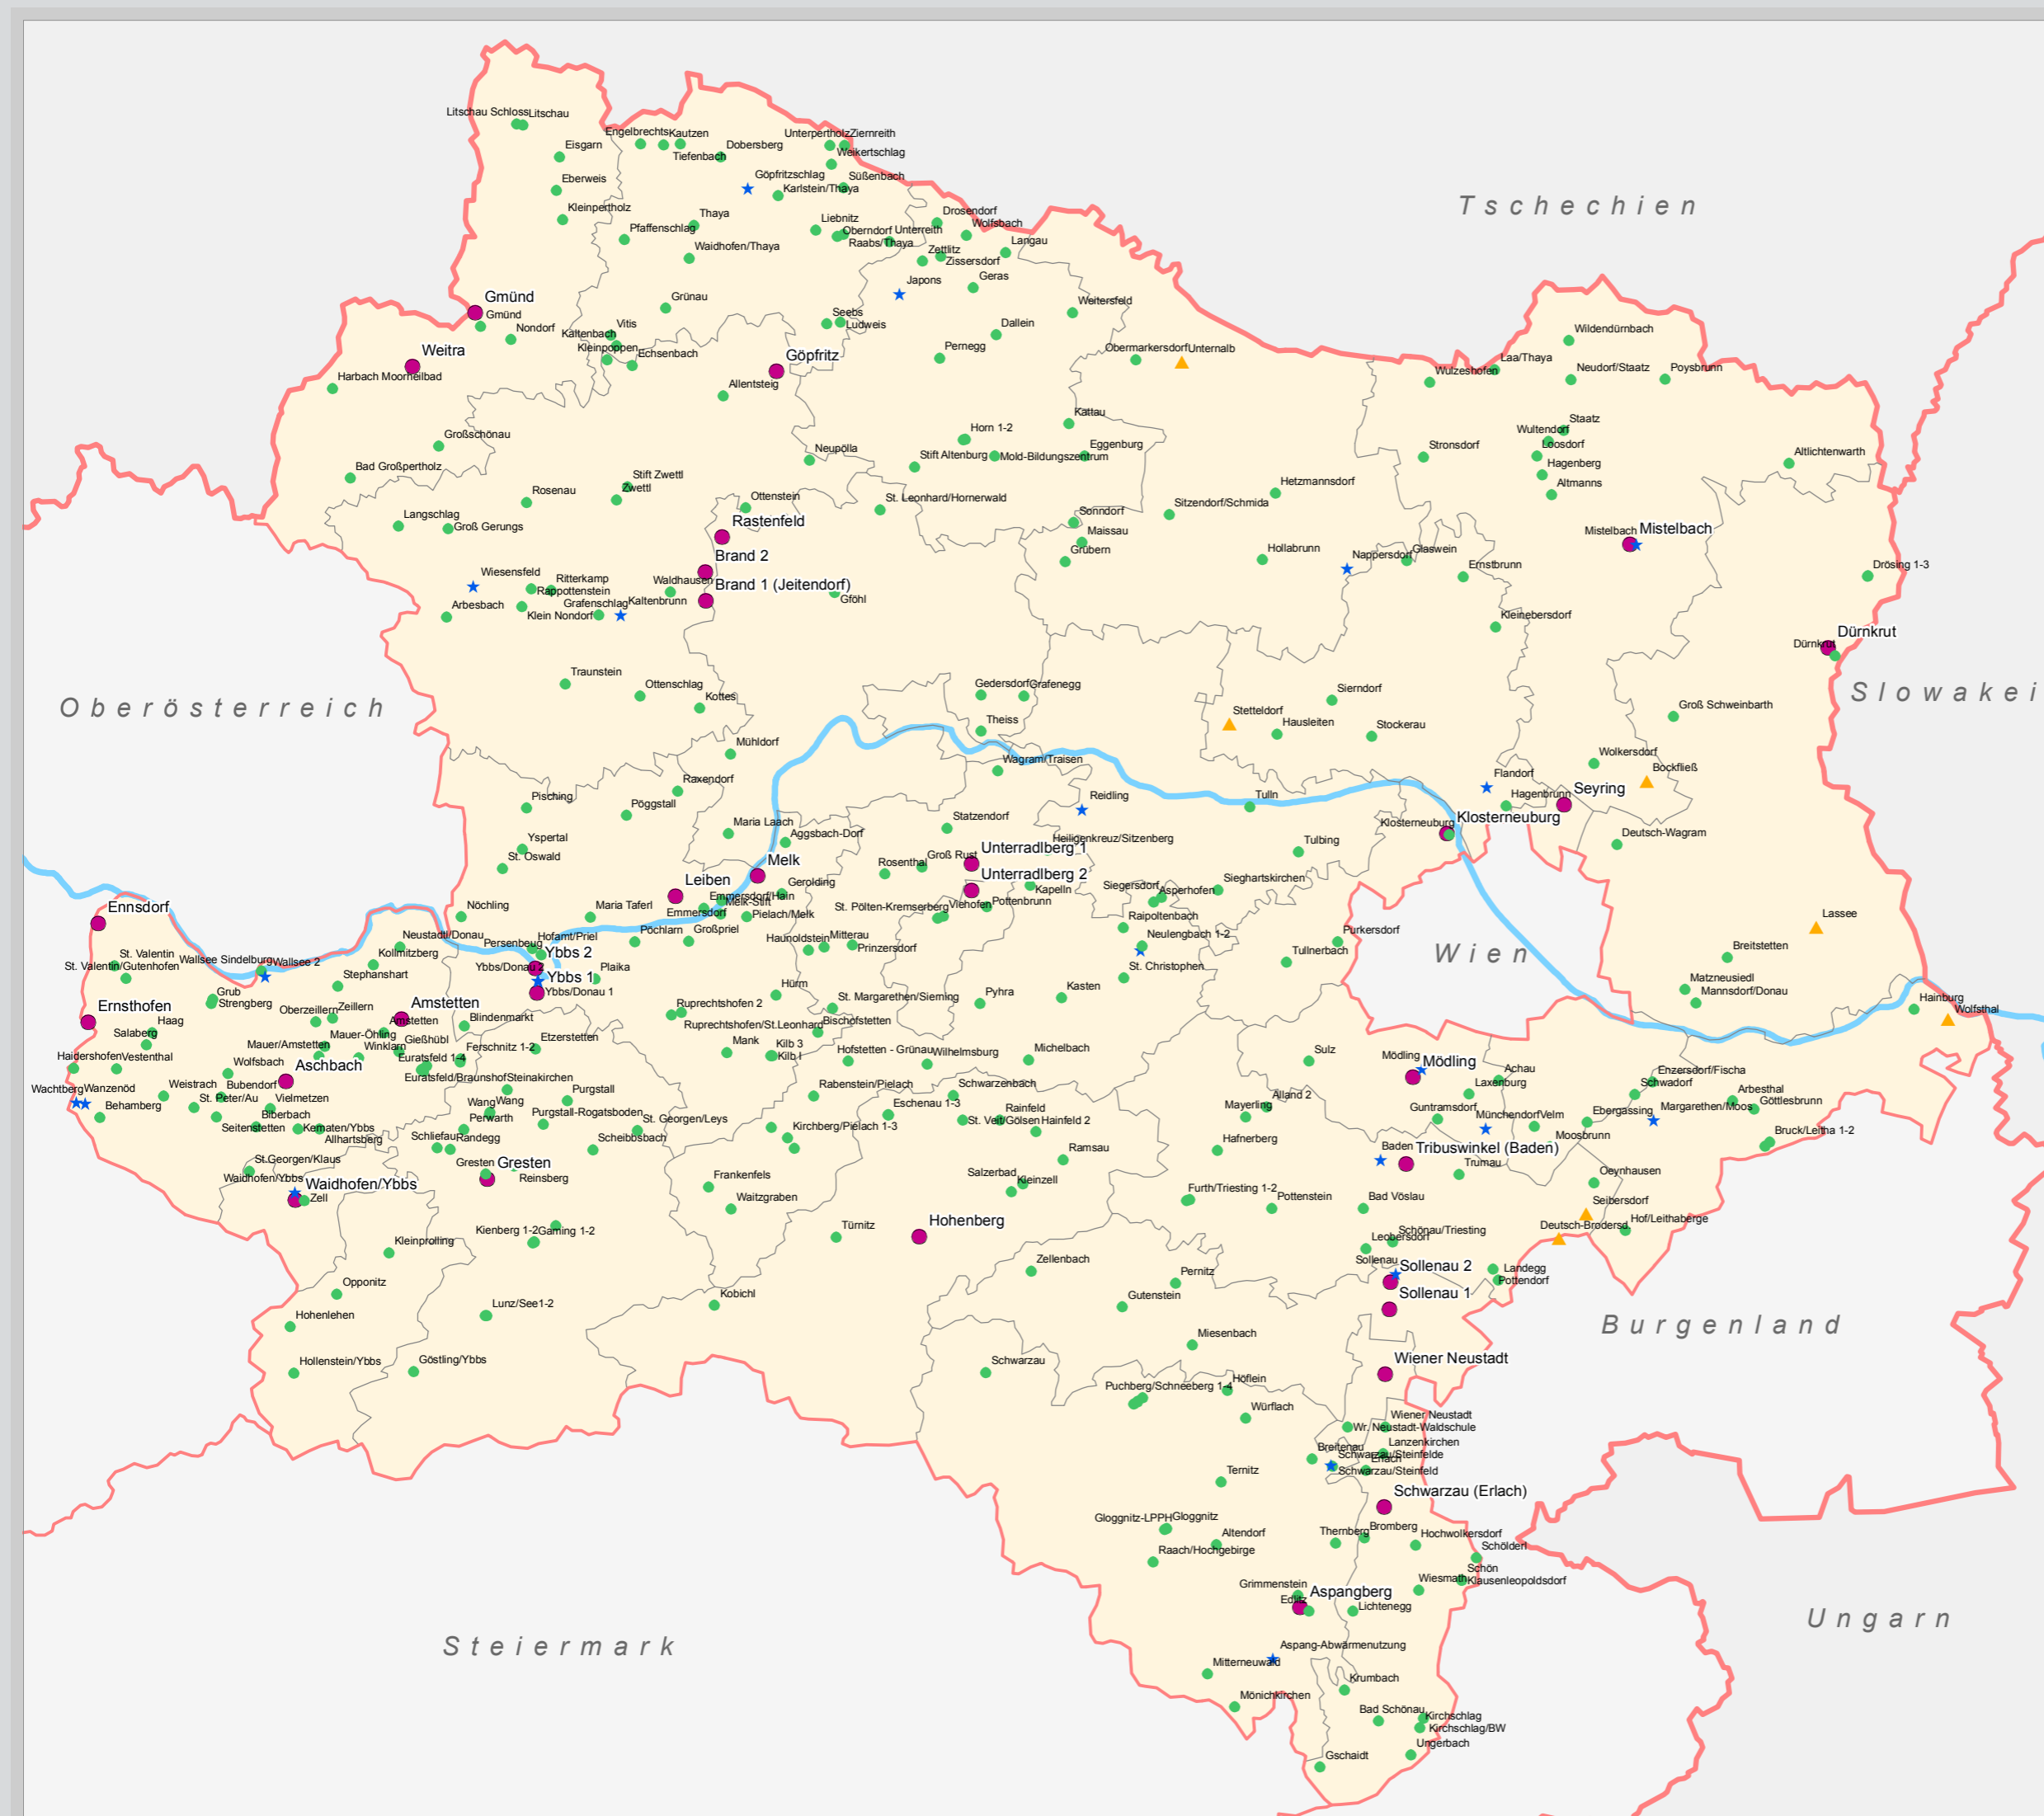 Litschau Schloss
Litschau
Engelbrechts
Kautzen
Unterpertholz
Ziernreith
Eisgarn
Tiefenbach
Dobersberg
Weikertschlag
Eberweis
Göpfritzschlag
Süßenbach
Karlstein/Thaya
Tschechien
Kleinpertholz
Thaya
Liebnitz
Drosendorf
Pfaffenschlag
Oberndorf
Unterreith
Wolfsbach
Raabs/Thaya
Langau
Waidhofen/Thaya
Zettlitz
Zissersdorf
Japons
Geras
Gmünd
Grünau
Weitersfeld
Gmünd
Seebs
Nondorf
Kaltenbach
Vitis
Ludweis
Dallein
Wildendürnbach
Weitra
Kleinpoppen
Echsenbach
Göpfritz
Pernegg
Obermarkersdorf
Unternalb
Laa/Thaya
Harbach Moorheilbad
Wulzeshofen
Neudorf/Staatz
Poysbrunn
Allentsteig
Kattau
Staatz
Großschönau
Horn 1-2
Wultendorf
Neupölla
Eggenburg
Stronsdorf
Loosdorf
Bad Großpertholz
Stift Altenburg
Mold-Bildungszentrum
Altlichtenwarth
Hagenberg
Stift Zwettl
Hetzmannsdorf
Altmanns
Rosenau
Zwettl
Ottenstein
St. Leonhard/Hornerwald
Sitzendorf/Schmida
Langschlag
Groß Gerungs
Rastenfeld
Sonndorf
Maissau
Mistelbach
Mistelbach
Brand 2
Grübern
Hollabrunn
Nappersdorf
Glaswein
Ernstbrunn
Drösing 1-3
Wiesensfeld
Ritterkamp
Waldhausen
Brand 1 (Jeitendorf)
Rappottenstein
Gföhl
Arbesbach
Grafenschlag
Kaltenbrunn
Klein Nondorf
Kleinebersdorf
Dürnkrut
Dürnkrut
Traunstein
Ottenschlag
Gedersdorf
Grafenegg
Sierndorf
Slowakei
Oberösterreich
Kottes
Stetteldorf
Groß Schweinbarth
Theiss
Hausleiten
Stockerau
Mühldorf
Wolkersdorf
Wagram/Traisen
Bockfließ
Raxendorf
Flandorf
Seyring
Pisching
Pöggstall
Reidling
Tulln
Hagenbrunn
Maria Laach
Statzendorf
Klosterneuburg
Klosterneuburg
Yspertal
Aggsbach-Dorf
Heiligenkreuz/Sitzenberg
Tulbing
Deutsch-Wagram
St. Oswald
Melk
Groß Rust
Unterradlberg 1
Rosenthal
Leiben
Gerolding
Unterradlberg 2
Siegersdorf
Asperhofen
Sieghartskirchen
Emmersdorf/Hain
Melk-Stift
Kapelln
Ennsdorf
Nöchling
Maria Taferl
Emmersdorf
Pielach/Melk
St. Pölten-Kremserberg
Viehofen
Pottenbrunn
Raipoltenbach
Lassee
Neustadtl/Donau
Persenbeug
Hofamt/Priel
Pöchlarn
Großpriel
Haunoldstein
Mitterau
Prinzersdorf
Neulengbach 1-2
Purkersdorf
Wien
Breitstetten
St. Valentin
Wallsee Sindelburg
Wallsee 2
Kollmitzberg
Ybbs 2
Tullnerbach
St. Valentin/Gutenhofen
Stephanshart
Ybbs/Donau 2
Ybbs 1
Plaika
St. Christophen
Matzneusiedl
Grub
Strengberg
Ybbs/Donau 1
Hürm
Mannsdorf/Donau
Ernsthofen
Oberzeillern
Zeillern
Amstetten
Ruprechtshofen 2
St. Margarethen/Sierning
Pyhra
Kasten
Hainburg
Wolfsthal
Haag
Amstetten
Blindenmarkt
Ruprechtshofen/St.Leonhard
Bischofstetten
Salaberg
Mauer-Öhling
Gießhübl
Etzerstetten
Mauer/Amstetten
Winklarn
Ferschnitz 1-2
Mank
Kilb 3
Kilb I
Hofstetten - Grünau
Wilhelmsburg
Michelbach
Sulz
Mödling
Mödling
Haidershofen
Vestenthal
Wolfsbach
Aschbach
Euratsfeld 1-4
Achau
Enzersdorf/Fischa
Wachtberg
Wanzenöd
Weistrach
Bubendorf
Euratsfeld/Braunshof
Steinakirchen
Purgstall
Rabenstein/Pielach
Schwarzenbach
Alland 2
Laxenburg
Schwadorf
Arbesthal
Behamberg
St. Peter/Au
Vielmetzen
Wang
Wang
Eschenau 1-3
Rainfeld
Mayerling
Göttlesbrunn
Biberbach
Perwarth
Purgstall-Rogatsboden
St. Georgen/Leys
St. Veit/Gölsen
Hainfeld 2
Guntramsdorf
Münchendorf
Velm
Ebergassing
Margarethen/Moos
Seitenstetten
Kematen/Ybbs
Allhartsberg
Schliefau
Randegg
Scheibbsbach
Kirchberg/Pielach 1-3
Hafnerberg
Moosbrunn
Bruck/Leitha 1-2
Ramsau
Baden
Tribuswinkel (Baden)
St.Georgen/Klaus
Gresten
Gresten
Reinsberg
Frankenfels
Salzerbad
Kleinzell
Trumau
Oeynhausen
Waidhofen/Ybbs
Waidhofen/Ybbs
Zell
Waitzgraben
Furth/Triesting 1-2
Pottenstein
Bad Vöslau
Seibersdorf
Kienberg 1-2
Gaming 1-2
Türnitz
Hohenberg
Schönau/Triesting
Deutsch-Brodersd
Hof/Leithaberge
Kleinprolling
Leobersdorf
Zellenbach
Sollenau
Sollenau 2
Landegg
Opponitz
Pernitz
Pottendorf
Lunz/See1-2
Kobichl
Gutenstein
Sollenau 1
Hohenlehen
Burgenland
Miesenbach
Hollenstein/Ybbs
Göstling/Ybbs
Schwarzau
Wiener Neustadt
Puchberg/Schneeberg 1-4
Höflein
Würflach
Wiener Neustadt
Wr. Neustadt-Waldschule
Breitenau
Lanzenkirchen
Schwarzau/Steinfelde
Erlach
Ternitz
Schwarzau/Steinfeld
Schwarzau (Erlach)
Gloggnitz-LPPH
Gloggnitz
Altendorf
Thernberg
Bromberg
Hochwolkersdorf
Raach/Hochgebirge
Schölderl
Schön
Grimmenstein
Aspangberg
Wiesmath
Klausenleopoldsdorf
Edlitz
Lichtenegg
Ungarn
Steiermark
Aspang-Abwärmenutzung
Mitterneuwald
Krumbach
Mönichkirchen
Bad Schönau
Kirchschlag
Kirchschlag/BW
Ungerbach
Gschaidt